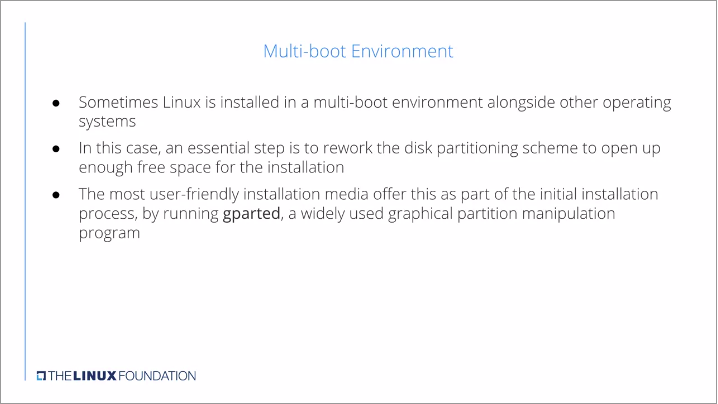 Multi-boot Environment
● Sometimes Linux is installed in a multi-boot environment alongside other operating
systems
● In this case, an essential step is to rework the disk partitioning scheme to open up
enough free space for the installation
● The most user-friendly installation media offer this as part of the initial installation
process, by running gparted, a widely used graphical partition manipulation
program
THE LINUX FOUNDATION